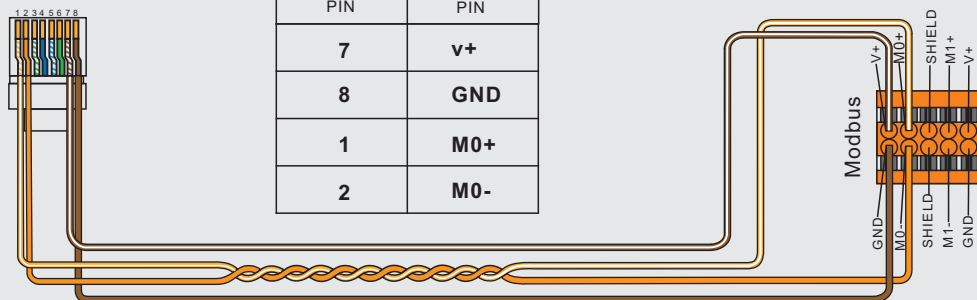 1 2 3 4 5 6 7 8
PIN PIN
7 v+
8 GND
1 M0+
2 M0-
Modbus
V+ M0+ SHIELD M1+ V+
GND M0- SHIELD M1- GND